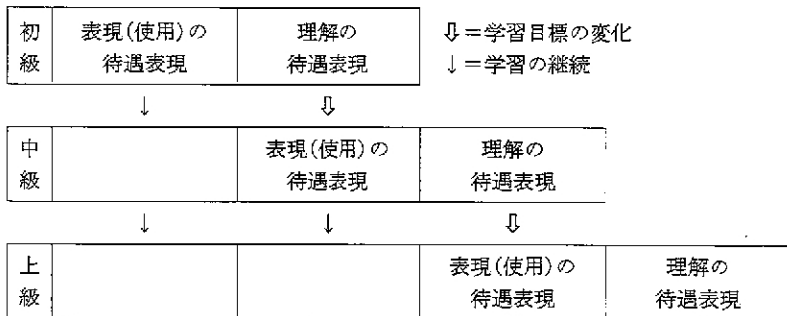 初級 表現(使用)の待遇表現 理解の待遇表現
⇩=学習目標の変化
↓=学習の継続
↓ ⇩
中級 表現(使用)の待遇表現 理解の待遇表現
↓ ↓ ⇩
上級 表現(使用)の待遇表現 理解の待遇表現